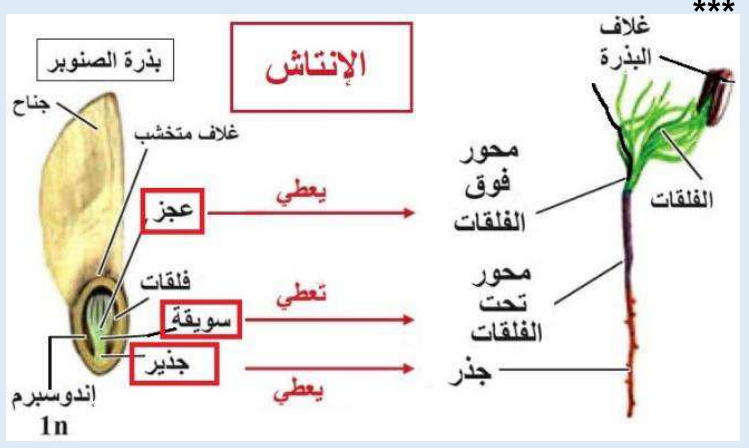 ***
الإنتاش
بذرة الصنوبر
جناح
غلاف متخشب
عجز
فلقات
سويقة
جذير
إندوسبرم
1n
يعطي
تعطي
يعطي
غلاف
البذرة
محور
فوق
الفلقات
الفلقات
محور
تحت
الفلقات
جذر